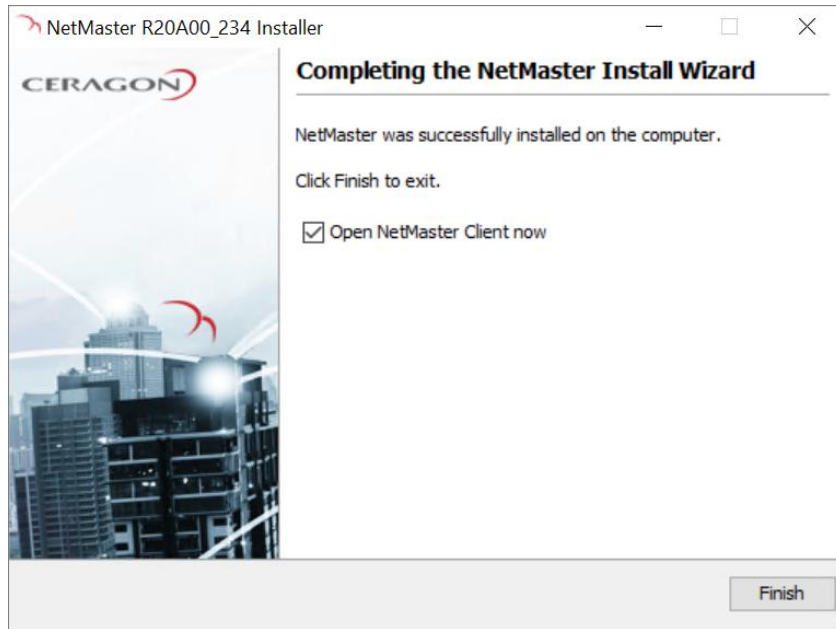 NetMaster R20A00_234 Installer
CERAGON
Completing the NetMaster Install Wizard
NetMaster was successfully installed on the computer.
Click Finish to exit.
Open NetMaster Client now
Finish